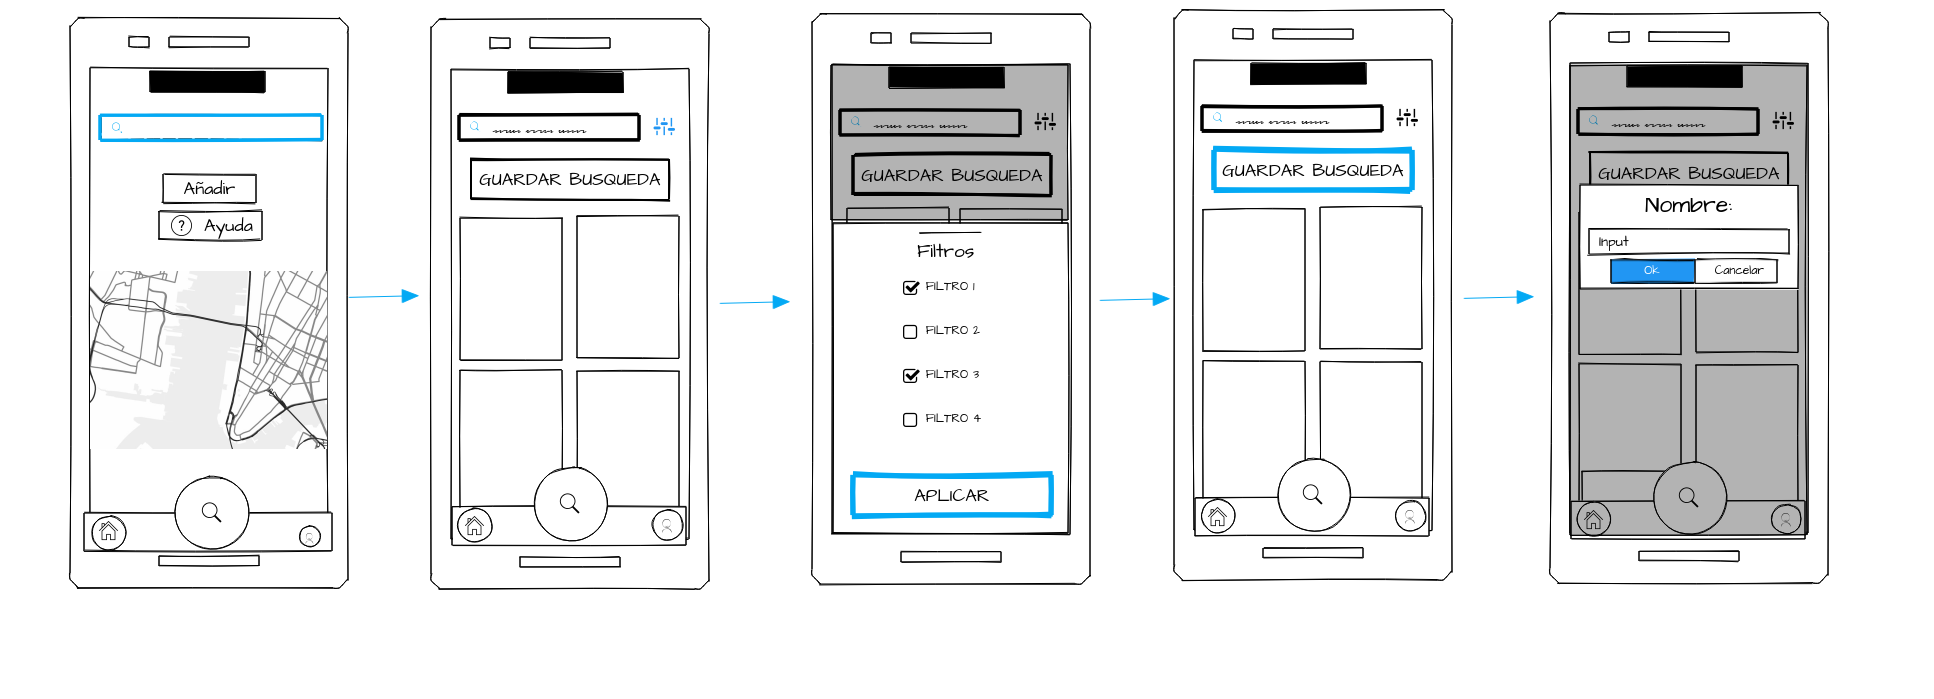 Añadir
? Ayuda
GUARDAR BUSQUEDA
GUARDAR BUSQUEDA
Filtros
FILTRO 1
FILTRO 2
FILTRO 3
FILTRO 4
APLICAR
GUARDAR BUSQUEDA
GUARDAR BUSQUEDA
Nombre:
Input
Ok
Cancelar